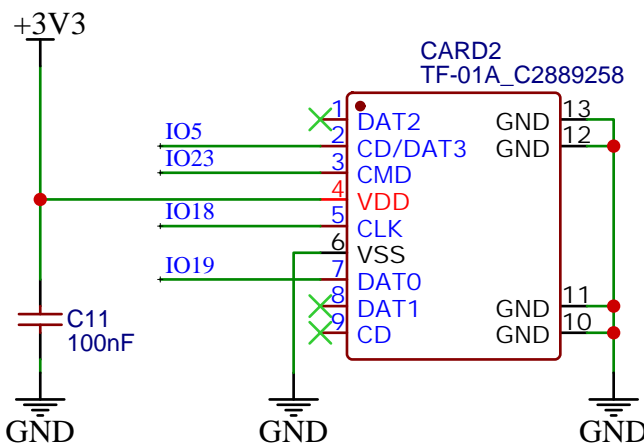 +3V3
CARD2
TF-01A_C2889258
1 DAT2 GND 13
IO5 2 CD/DAT3 GND 12
IO23 3 CMD
4 VDD
IO18 5 CLK
6 VSS
IO19 7 DAT0
8 DAT1 GND 11
9 CD GND 10
C11
100nF
GND GND GND